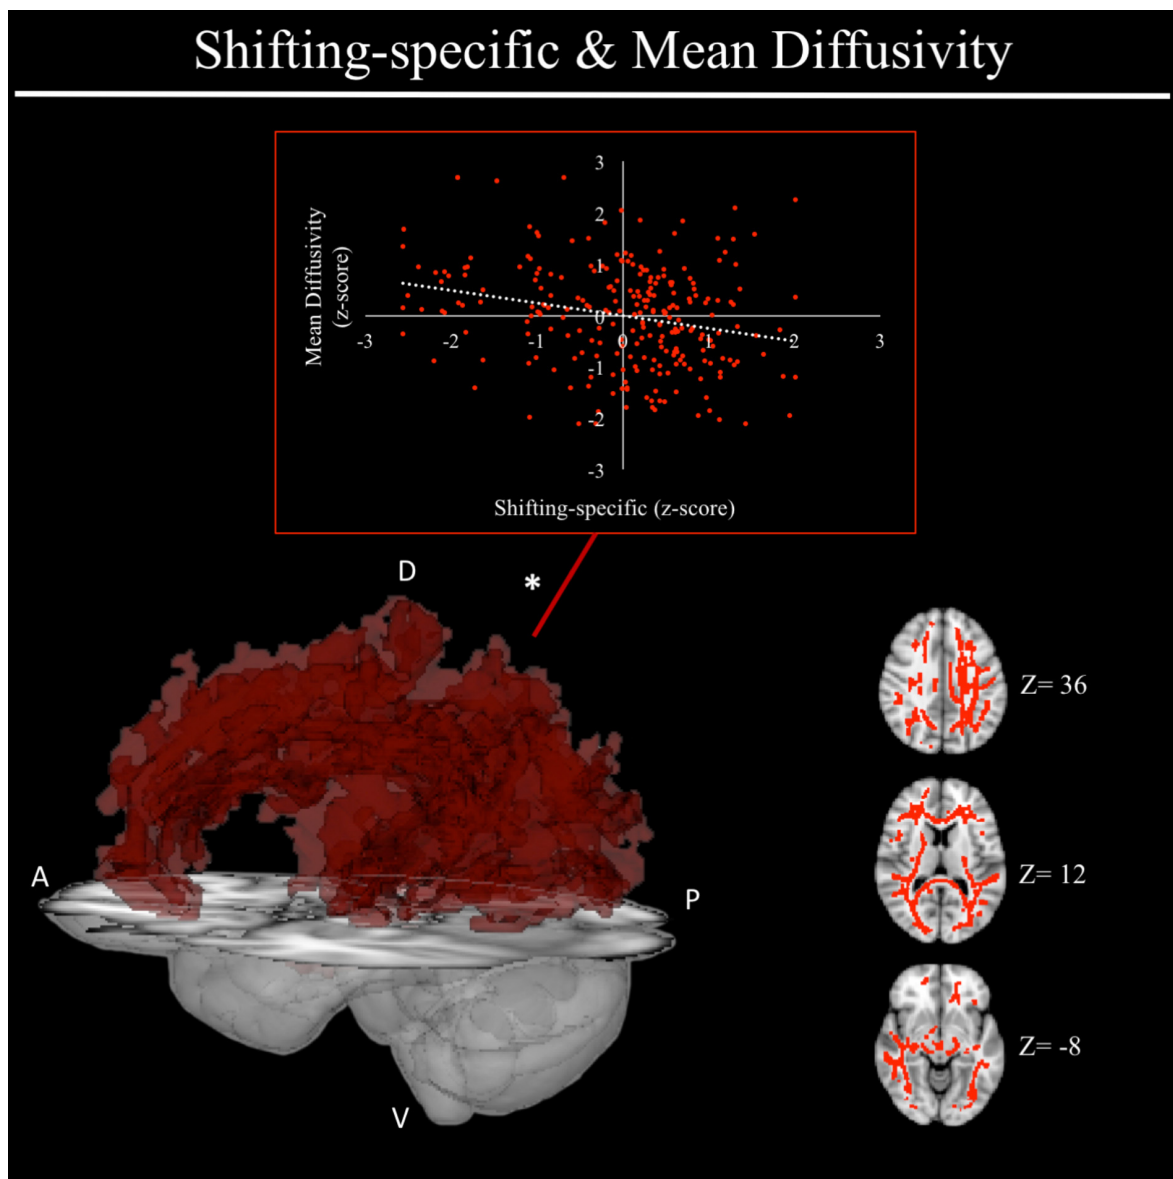 Shifting-specific & Mean Diffusivity
3
2
1
0
-3
-2
-1
0
1
2
3
-1
-2
-3
Mean Diffusivity
(z-score)
Shifting-specific (z-score)
D
*
A
P
V
Z= 36
Z= 12
Z= -8